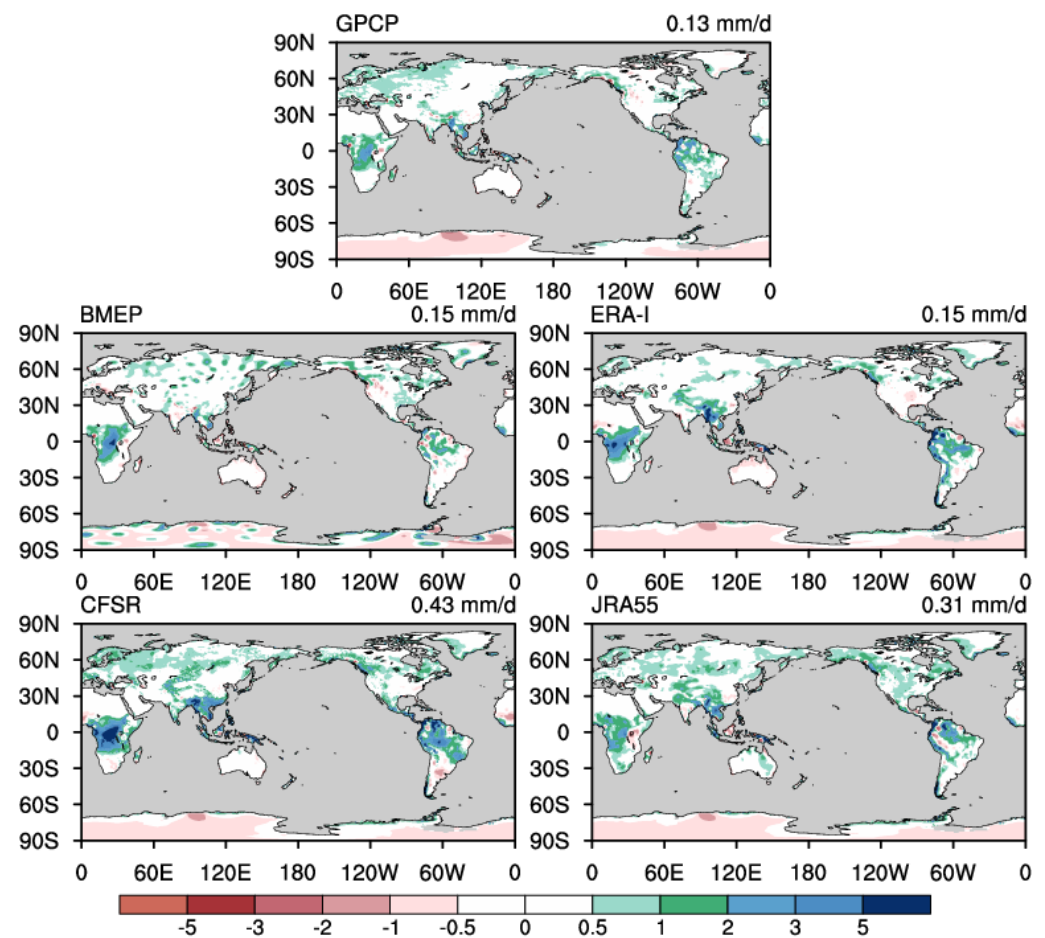 GPCP 0.13 mm/d
90N
60N
30N
0
30S
60S
90S
0 60E 120E 180 120W 60W 0
BMEP 0.15 mm/d
90N
60N
30N
0
30S
60S
90S
0 60E 120E 180 120W 60W 0
ERA-I 0.15 mm/d
90N
60N
30N
0
30S
60S
90S
0 60E 120E 180 120W 60W 0
CFSR 0.43 mm/d
90N
60N
30N
0
30S
60S
90S
0 60E 120E 180 120W 60W 0
JRA55 0.31 mm/d
90N
60N
30N
0
30S
60S
90S
0 60E 120E 180 120W 60W 0
-5 -3 -2 -1 -0.5 0 0.5 1 2 3 5